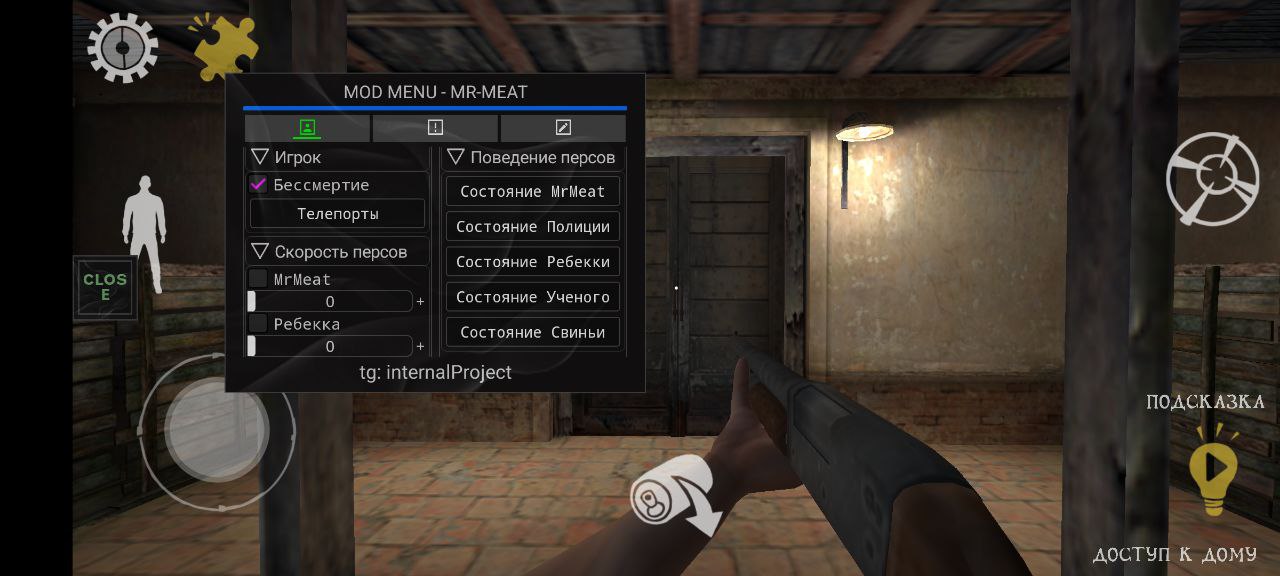 MOD MENU - MR-MEAT
Игрок
Бессмертие
Телепорты
Скорость персов
MrMeat
0
+
Ребекка
0
+
Поведение персов
Состояние MrMeat
Состояние Полиции
Состояние Ребекки
Состояние Ученого
Состояние Свиньи
tg: internalProject
CLOS
E
ПОДСКАЗКА
ДОСТУП К ДОМУ